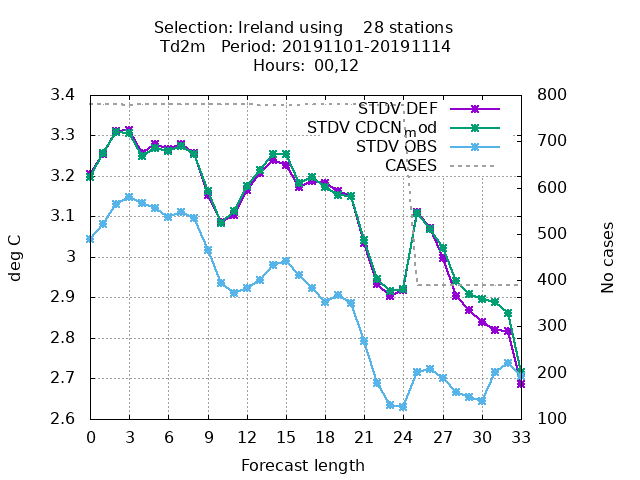 Selection: Ireland using    28 stations
Td2m   Period: 20191101-20191114
Hours:  00,12
STDV DEF
STDV CDCN_mod
STDV OBS
CASES
3.4
3.3
3.2
3.1
3
2.9
2.8
2.7
2.6
deg C
800
700
600
500
400
300
200
100
No cases
0 3 6 9 12 15 18 21 24 27 30 33
Forecast length